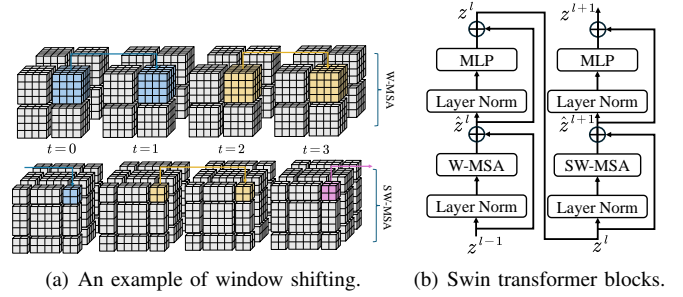 W-MSA
t = 0
t = 1
t = 2
t = 3
SW-MSA
(a) An example of window shifting.
z^l
z^{l+1}
MLP
MLP
Layer Norm
Layer Norm
ẑ^l
ẑ^{l+1}
W-MSA
SW-MSA
Layer Norm
Layer Norm
z^{l−1}
z^l
(b) Swin transformer blocks.